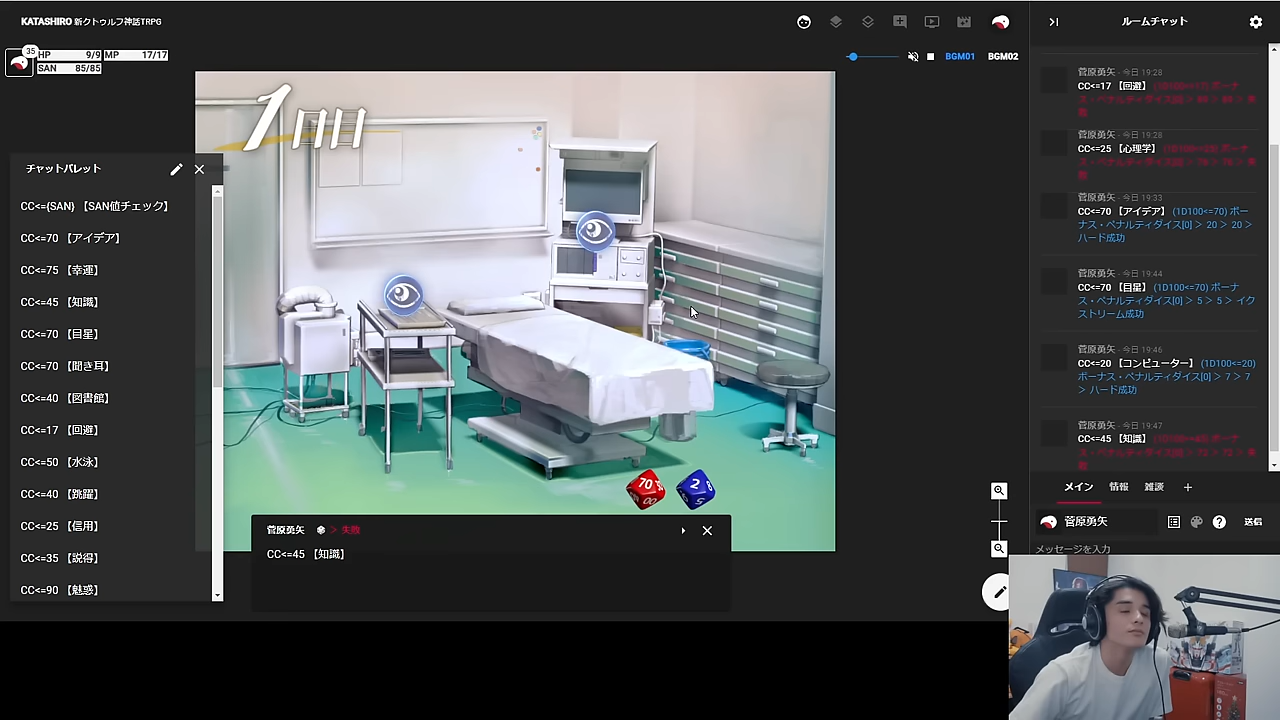 KATASHIRO 新クトゥルフ神話TRPG
35
HP 9/9
MP 17/17
SAN 85/85
BGM01
BGM02
1日目
チャットパレット
CC<={SAN} 【SAN値チェック】
CC<=70 【アイデア】
CC<=75 【幸運】
CC<=45 【知識】
CC<=70 【目星】
CC<=70 【聞き耳】
CC<=40 【図書館】
CC<=17 【回避】
CC<=50 【水泳】
CC<=40 【跳躍】
CC<=25 【信用】
CC<=35 【説得】
CC<=90 【魅惑】
70
2
菅原勇矢
> 失敗
CC<=45 【知識】
ルームチャット
菅原勇矢 - 今日 19:28
CC<=17 【回避】
菅原勇矢 - 今日 19:28
CC<=25 【心理学】
菅原勇矢 - 今日 19:33
CC<=70 【アイデア】 (1D100<=70) ボー
ナス・ペナルティダイス[0] > 20 > 20 >
ハード成功
菅原勇矢 - 今日 19:44
CC<=70 【目星】 (1D100<=70) ボーナ
ス・ペナルティダイス[0] > 5 > 5 > イク
ストリーム成功
菅原勇矢 - 今日 19:46
CC<=20 【コンピューター】 (1D100<=20)
ボーナス・ペナルティダイス[0] > 7 > 7
> ハード成功
菅原勇矢 - 今日 19:47
CC<=45 【知識】
メイン
情報
雑談
菅原勇矢
送信
メッセージを入力